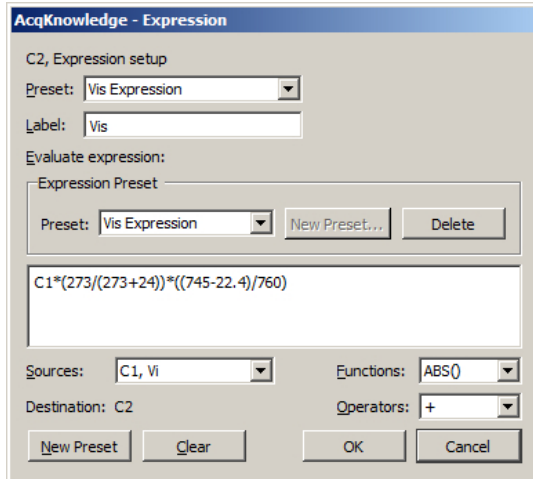 AcqKnowledge - Expression
C2, Expression setup
Preset: Vis Expression
Label: Vis
Evaluate expression:
Expression Preset
Preset: Vis Expression New Preset... Delete
C1*(273/(273+24))*((745-22.4)/760)
Sources: C1, Vi Functions: ABS()
Destination: C2 Operators: +
New Preset Clear OK Cancel